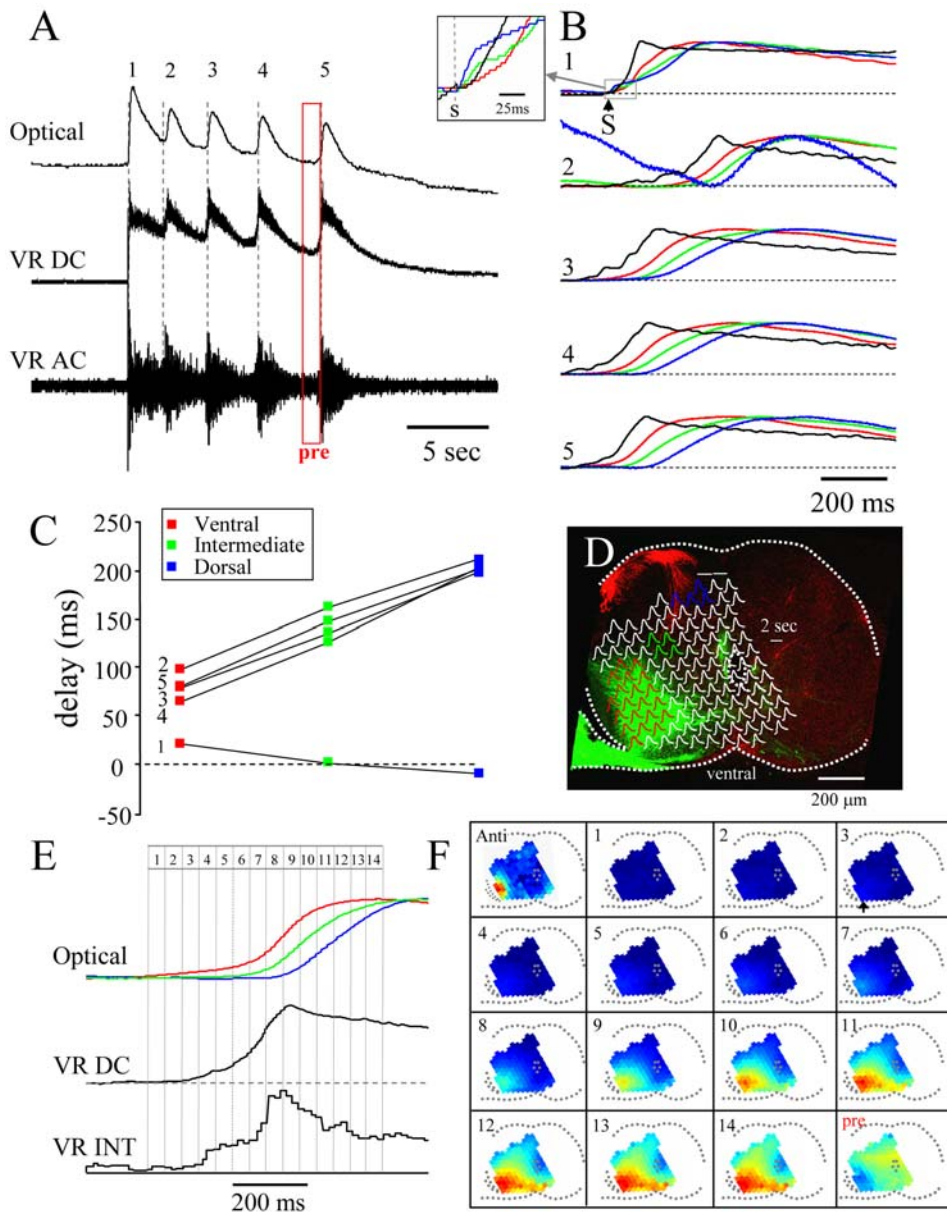 A
1 2 3 4 5
Optical
VR DC
VR AC
pre
5 sec
S
25ms
B
1
S
2
3
4
5
200 ms
C
Ventral
Intermediate
Dorsal
delay (ms)
250
200
150
100
50
0
-50
2
5
3
4
1
D
2 sec
ventral
200 μm
E
1 2 3 4 5 6 7 8 9 10 11 12 13 14
Optical
VR DC
VR INT
200 ms
F
Anti 1 2 3
4 5 6 7
8 9 10 11
12 13 14 pre